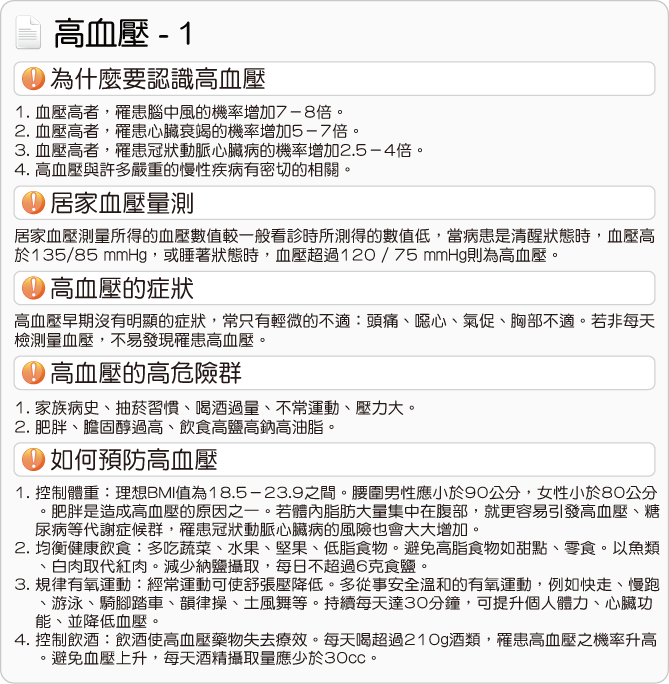 高血壓 - 1
為什麼要認識高血壓
1. 血壓高者，罹患腦中風的機率增加7－8倍。
2. 血壓高者，罹患心臟衰竭的機率增加5－7倍。
3. 血壓高者，罹患冠狀動脈心臟病的機率增加2.5－4倍。
4. 高血壓與許多嚴重的慢性疾病有密切的相關。
居家血壓量測
居家血壓測量所得的血壓數值較一般看診時所測得的數值低，當病患是清醒狀態時，血壓高
於135/85 mmHg，或睡著狀態時，血壓超過120 / 75 mmHg則為高血壓。
高血壓的症狀
高血壓早期沒有明顯的症狀，常只有輕微的不適：頭痛、噁心、氣促、胸部不適。若非每天
檢測量血壓，不易發現罹患高血壓。
高血壓的高危險群
1. 家族病史、抽菸習慣、喝酒過量、不常運動、壓力大。
2. 肥胖、膽固醇過高、飲食高鹽高鈉高油脂。
如何預防高血壓
1. 控制體重：理想BMI值為18.5－23.9之間。腰圍男性應小於90公分，女性小於80公分
。肥胖是造成高血壓的原因之一。若體內脂肪大量集中在腹部，就更容易引發高血壓、糖
尿病等代謝症候群，罹患冠狀動脈心臟病的風險也會大大增加。
2. 均衡健康飲食：多吃蔬菜、水果、堅果、低脂食物。避免高脂食物如甜點、零食。以魚類
、白肉取代紅肉。減少納鹽攝取，每日不超過6克食鹽。
3. 規律有氧運動：經常運動可使舒張壓降低。多從事安全溫和的有氧運動，例如快走、慢跑
、游泳、騎腳踏車、韻律操、土風舞等。持續每天達30分鐘，可提升個人體力、心臟功
能、並降低血壓。
4. 控制飲酒：飲酒使高血壓藥物失去療效。每天喝超過210g酒類，罹患高血壓之機率升高
。避免血壓上升，每天酒精攝取量應少於30cc。